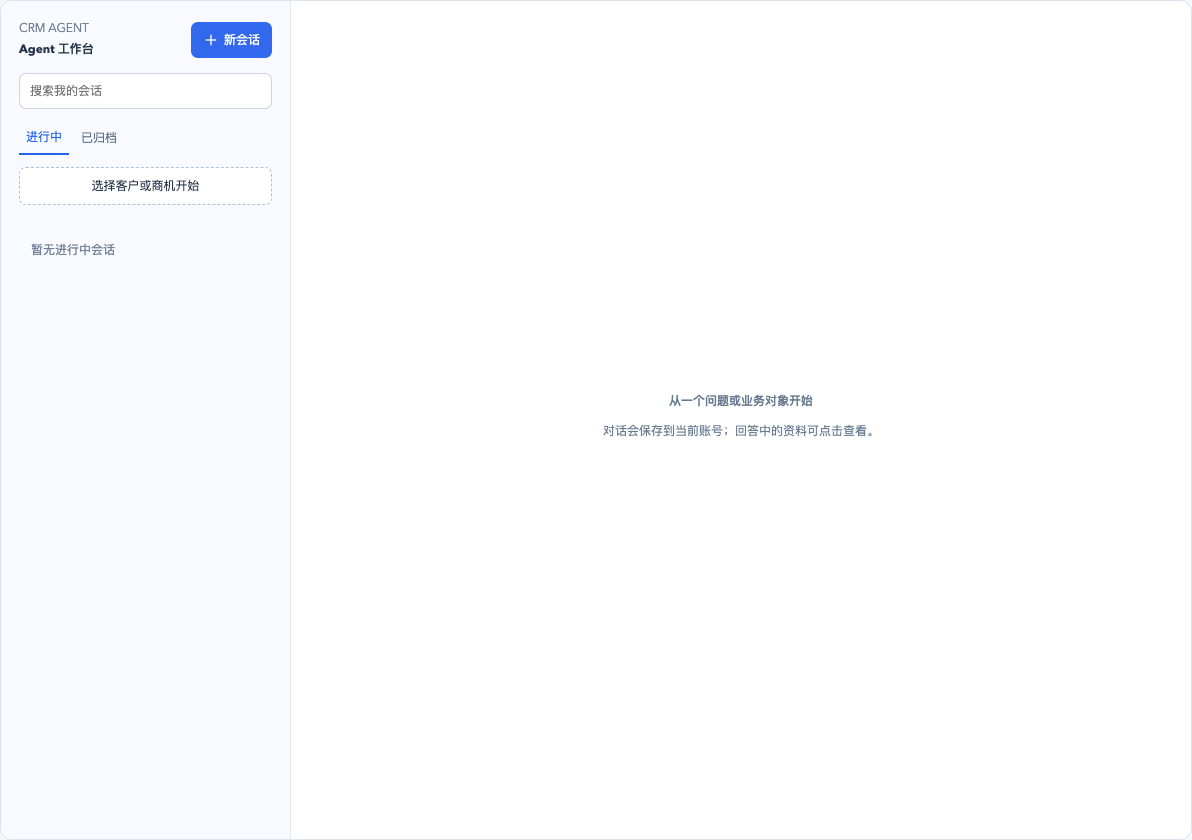 CRM AGENT
Agent 工作台
新会话
搜索我的会话
进行中
已归档
选择客户或商机开始
暂无进行中会话
从一个问题或业务对象开始
对话会保存到当前账号；回答中的资料可点击查看。